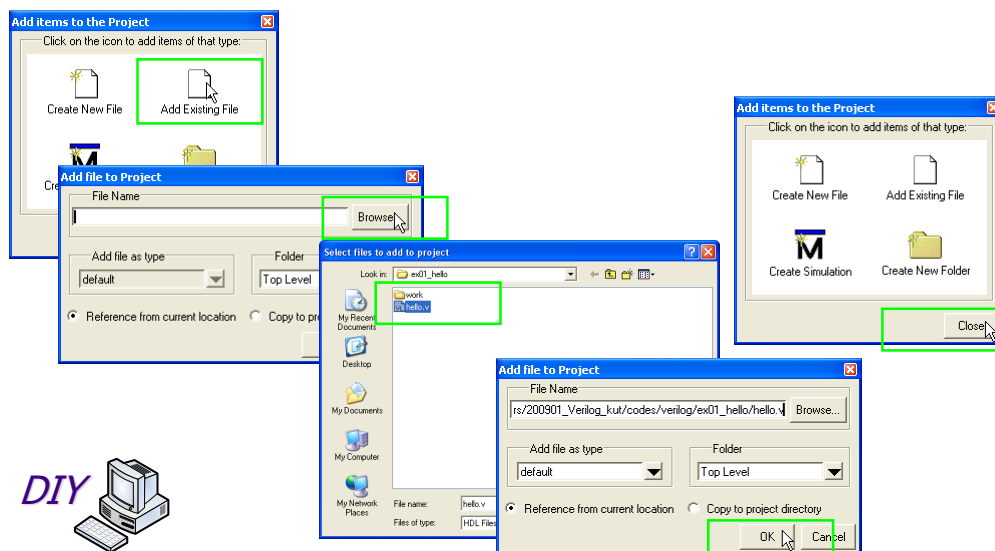 Add items to the Project
Click on the icon to add items of that type:
Create New File
Add Existing File
Add file to Project
File Name
Browse
Add file as type
Folder
default
Top Level
Reference from current location
Copy to
Select files to add to project
Look in:
ex01_hello
work
hello.v
My Recent
Documents
Desktop
My Documents
My Computer
My Network
Places
File name:
hello.v
Files of type:
HDL Files
Add file to Project
File Name
rs/200901_Verilog_kut/codes/verilog/ex01_hello/hello.v
Browse...
Add file as type
Folder
default
Top Level
Reference from current location
Copy to project directory
OK
Cancel
Add items to the Project
Click on the icon to add items of that type:
Create New File
Add Existing File
Create Simulation
Create New Folder
Close
DIY